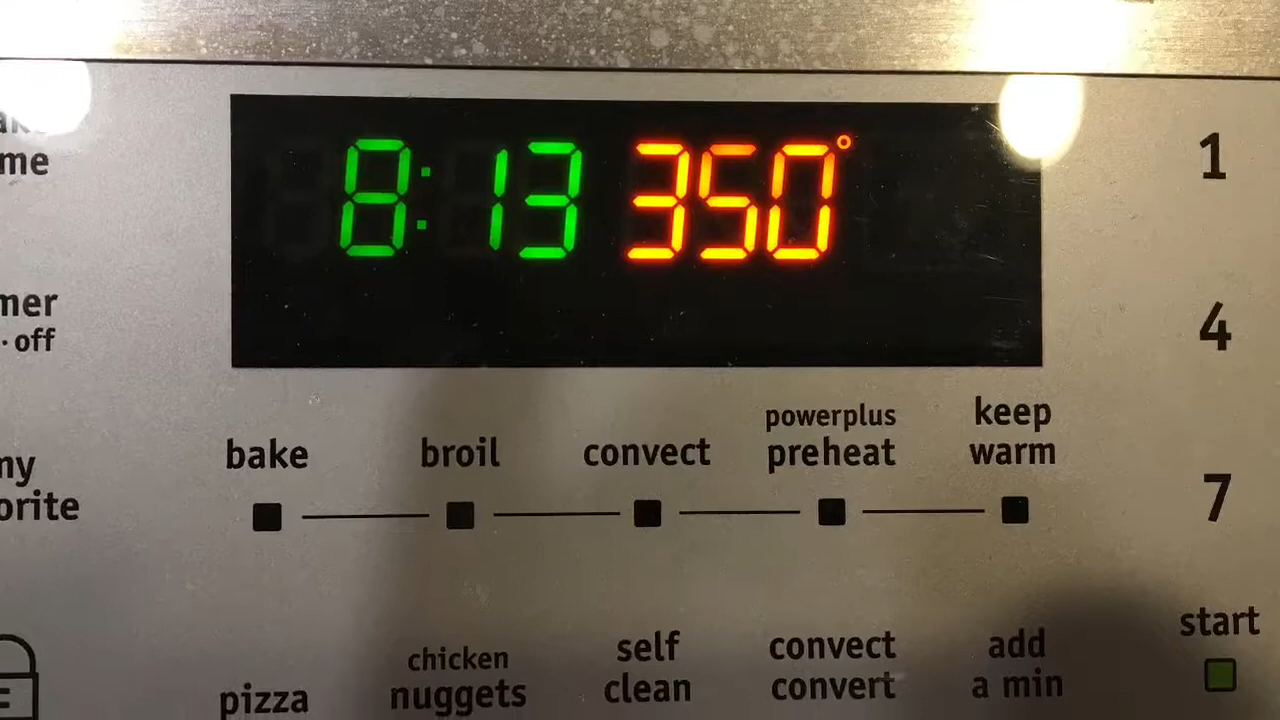 8:13 350°
1
me
mer
4
· off
keep
powerplus
bake broil convect preheat warm
my
orite
7
start
self convect add
chicken
pizza nuggets clean convert a min